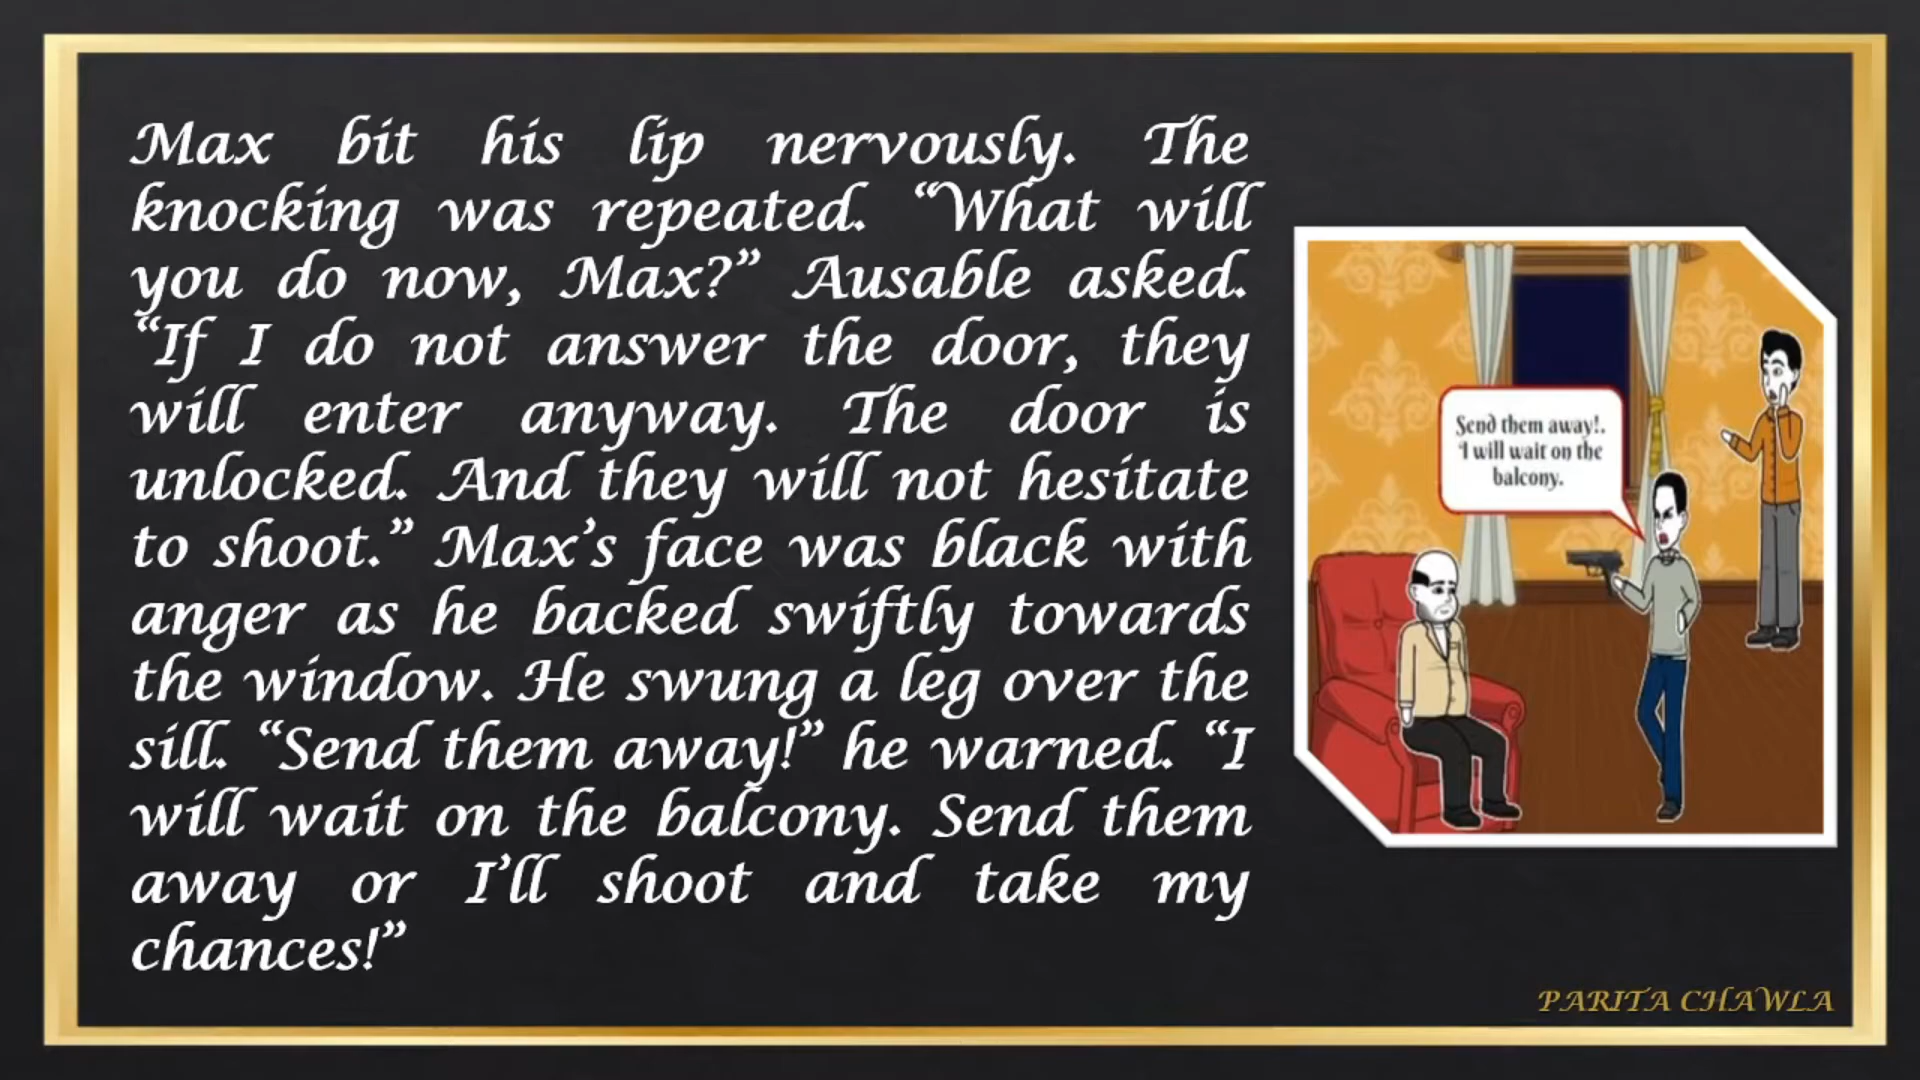 Max bit his lip nervously. The
knocking was repeated. “What will
you do now, Max?” Ausable asked.
“If I do not answer the door, they
will enter anyway. The door is
unlocked. And they will not hesitate
to shoot.” Max’s face was black with
anger as he backed swiftly towards
the window. He swung a leg over the
sill. “Send them away!” he warned. “I
will wait on the balcony. Send them
away or I’ll shoot and take my
chances!”
Send them away!.
I will wait on the
balcony.
PARITA CHAWLA